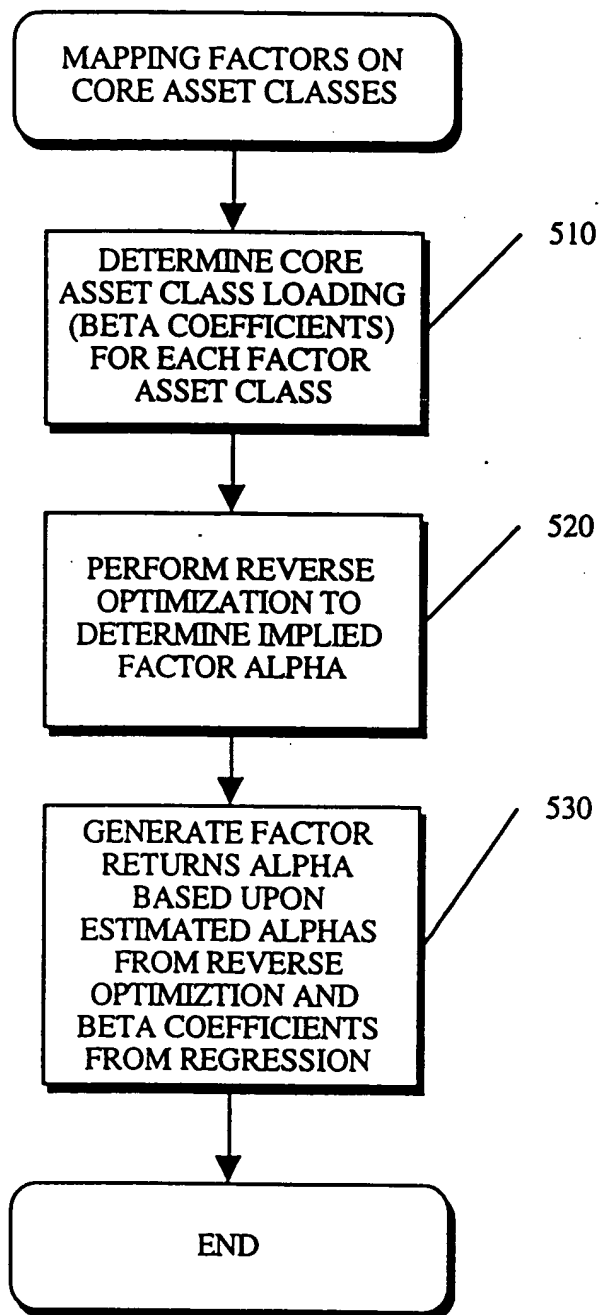 MAPPING FACTORS ON
CORE ASSET CLASSES
510
DETERMINE CORE
ASSET CLASS LOADING
(BETA COEFFICIENTS)
FOR EACH FACTOR
ASSET CLASS
520
PERFORM REVERSE
OPTIMIZATION TO
DETERMINE IMPLIED
FACTOR ALPHA
530
GENERATE FACTOR
RETURNS ALPHA
BASED UPON
ESTIMATED ALPHAS
FROM REVERSE
OPTIMIZTION AND
BETA COEFFICIENTS
FROM REGRESSION
END